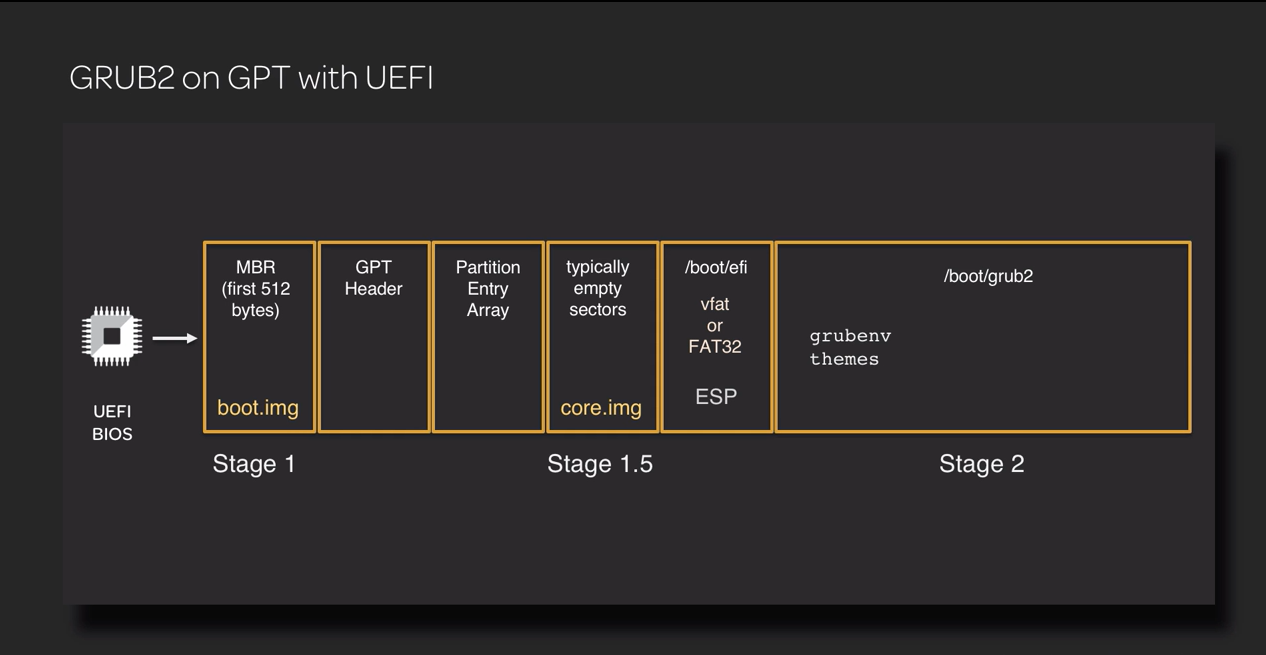 GRUB2 on GPT with UEFI
UEFI
BIOS
MBR
(first 512
bytes)
boot.img
Stage 1
GPT
Header
Partition
Entry
Array
typically
empty
sectors
core.img
Stage 1.5
/boot/efi
vfat
or
FAT32
ESP
/boot/grub2
grubenv
themes
Stage 2